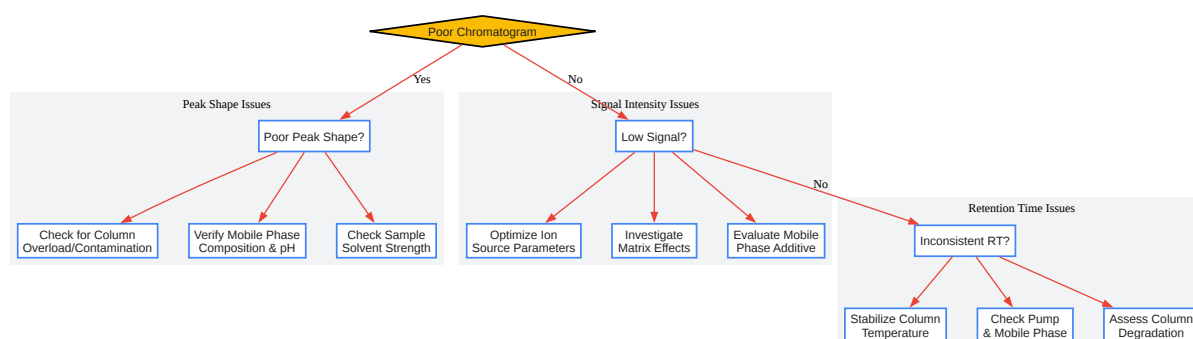 Poor Chromatogram
Yes
No
Peak Shape Issues
Signal Intensity Issues
Poor Peak Shape?
Low Signal?
No
Retention Time Issues
Check for Column
Overload/Contamination
Verify Mobile Phase
Composition & pH
Check Sample
Solvent Strength
Optimize Ion
Source Parameters
Investigate
Matrix Effects
Evaluate Mobile
Phase Additive
Inconsistent RT?
Stabilize Column
Temperature
Check Pump
& Mobile Phase
Assess Column
Degradation